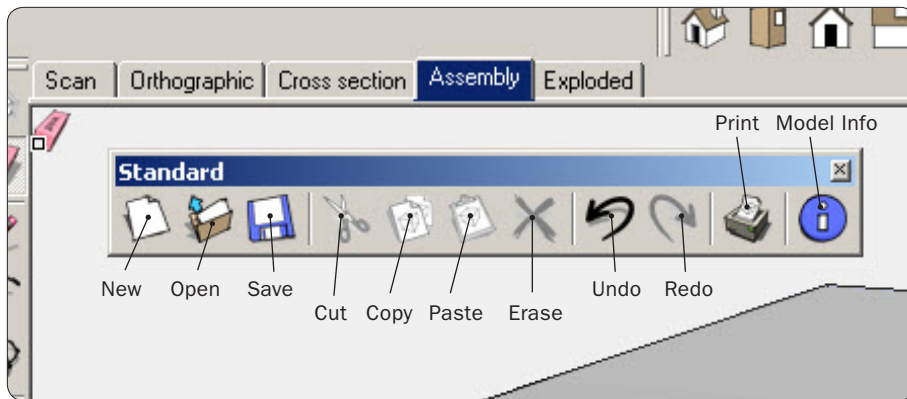 Scan Orthographic Cross section Assembly Exploded
Print Model Info
Standard
New Open Save Undo Redo
Cut Copy Paste Erase